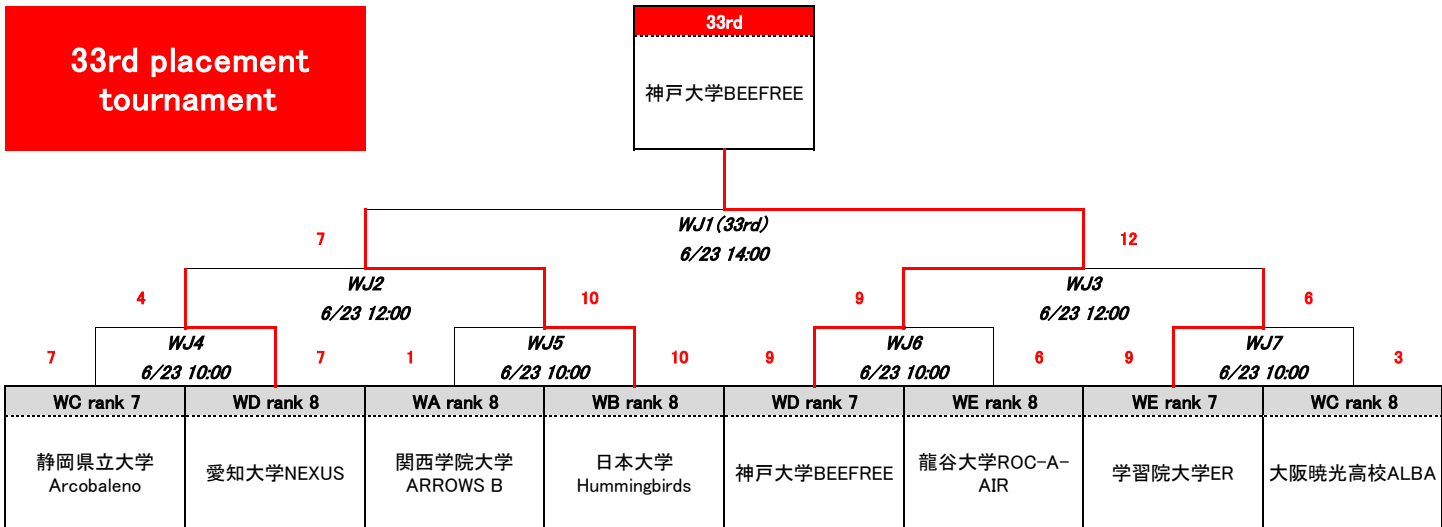 33rd placement
tournament
33rd
神戸大学BEEFREE
WJ1(33rd)
7
12
6/23 14:00
WJ2
WJ3
4
10
9
6
6/23 12:00
6/23 12:00
WJ4
WJ5
WJ6
WJ7
7
7
1
10
9
6
9
3
6/23 10:00
6/23 10:00
6/23 10:00
6/23 10:00
WC rank 7
WD rank 8
WA rank 8
WB rank 8
WD rank 7
WE rank 8
WE rank 7
WC rank 8
静岡県立大学
Arcobaleno
愛知大学NEXUS
関西学院大学
ARROWS B
日本大学
Hummingbirds
神戸大学BEEFREE
龍谷大学ROC-A-
AIR
学習院大学ER
大阪暁光高校ALBA